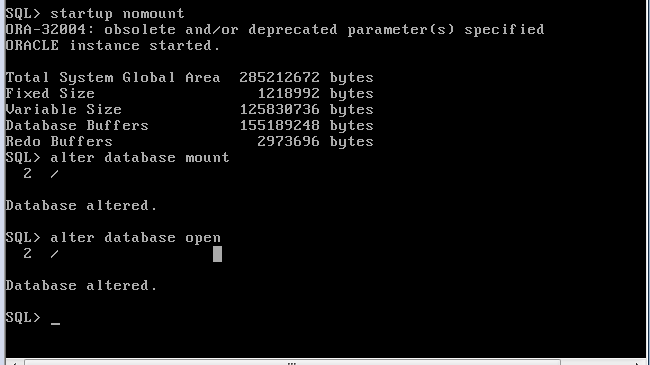 SQL> startup nomount
ORA-32004: obsolete and/or deprecated parameter(s) specified
ORACLE instance started.
Total System Global Area  285212672 bytes
Fixed Size                  1218992 bytes
Variable Size             125830736 bytes
Database Buffers          155189248 bytes
Redo Buffers                2973696 bytes
SQL> alter database mount
  2  /
Database altered.
SQL> alter database open
  2  /
Database altered.
SQL> _